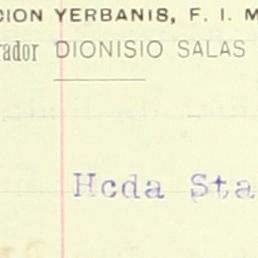 CION YERBANIS, F. I. M
rador DIONISIO SALAS
Hcda Sta